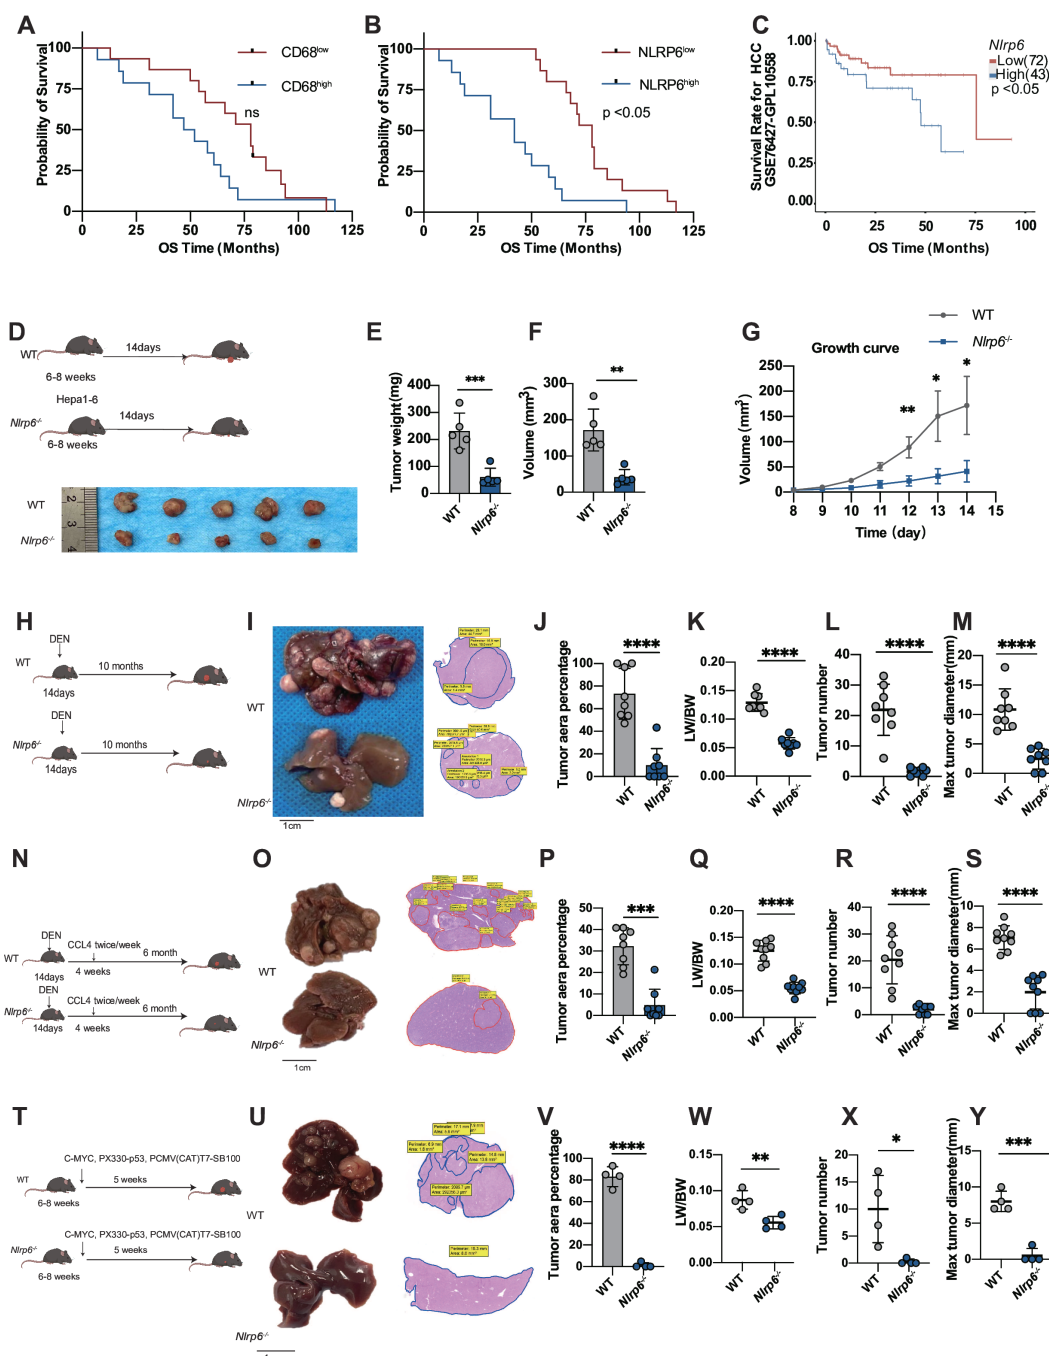 A
Probability of Survival
100
75
50
25
0
0
25
50
75
100
125
OS Time (Months)
CD68low
CD68high
ns
B
Probability of Survival
100
75
50
25
0
0
25
50
75
100
125
OS Time (Months)
NLRP6low
NLRP6high
p <0.05
C
Survival Rate for HCC
GSE76427-GPL10558
1.00
0.75
0.50
0.25
0.00
0
25
50
75
100
OS Time (Months)
Nlrp6
Low(72)
High(43)
p <0.05
D
WT
14days
6-8 weeks
Hepa1-6
Nlrp6-/-
14days
6-8 weeks
WT
Nlrp6-/-
2
3
4
E
Tumor weight(mg)
400
300
200
100
0
***
WT
Nlrp6-/-
F
Volume (mm3)
300
200
100
0
**
WT
Nlrp6-/-
G
WT
Nlrp6-/-
Growth curve
Volume (mm3)
250
200
150
100
50
0
**
*
*
8
9
10
11
12
13
14
15
Time (day)
H
DEN
WT
10 months
14days
DEN
Nlrp6-/-
10 months
14days
I
WT
Nlrp6-/-
1cm
J
Tumor aera percentage
100
80
60
40
20
0
****
WT
Nlrp6-/-
K
LW/BW
0.20
0.15
0.10
0.05
0.00
****
WT
Nlrp6-/-
L
Tumor number
40
30
20
10
0
****
WT
Nlrp6-/-
M
Max tumor diameter(mm)
20
15
10
5
0
****
WT
Nlrp6-/-
N
DEN
CCL4 twice/week
6 month
WT
14days
4 weeks
DEN
CCL4 twice/week
6 month
Nlrp6-/-
14days
4 weeks
O
WT
Nlrp6-/-
1cm
P
Tumor aera percentage
50
40
30
20
10
0
***
WT
Nlrp6-/-
Q
LW/BW
0.20
0.15
0.10
0.05
0.00
****
WT
Nlrp6-/-
R
Tumor number
40
30
20
10
0
****
WT
Nlrp6-/-
S
Max tumor diameter(mm)
10
8
6
4
2
0
****
WT
Nlrp6-/-
T
C-MYC, PX330-p53, PCMV(CAT)T7-SB100
WT
5 weeks
6-8 weeks
C-MYC, PX330-p53, PCMV(CAT)T7-SB100
Nlrp6-/-
5 weeks
6-8 weeks
U
WT
Nlrp6-/-
V
Tumor aera percentage
100
80
60
40
20
0
****
WT
Nlrp6-/-
W
LW/BW
0.15
0.10
0.05
0.00
**
WT
Nlrp6-/-
X
Tumor number
20
15
10
5
0
*
WT
Nlrp6-/-
Y
Max tumor diameter(mm)
15
10
5
0
***
WT
Nlrp6-/-